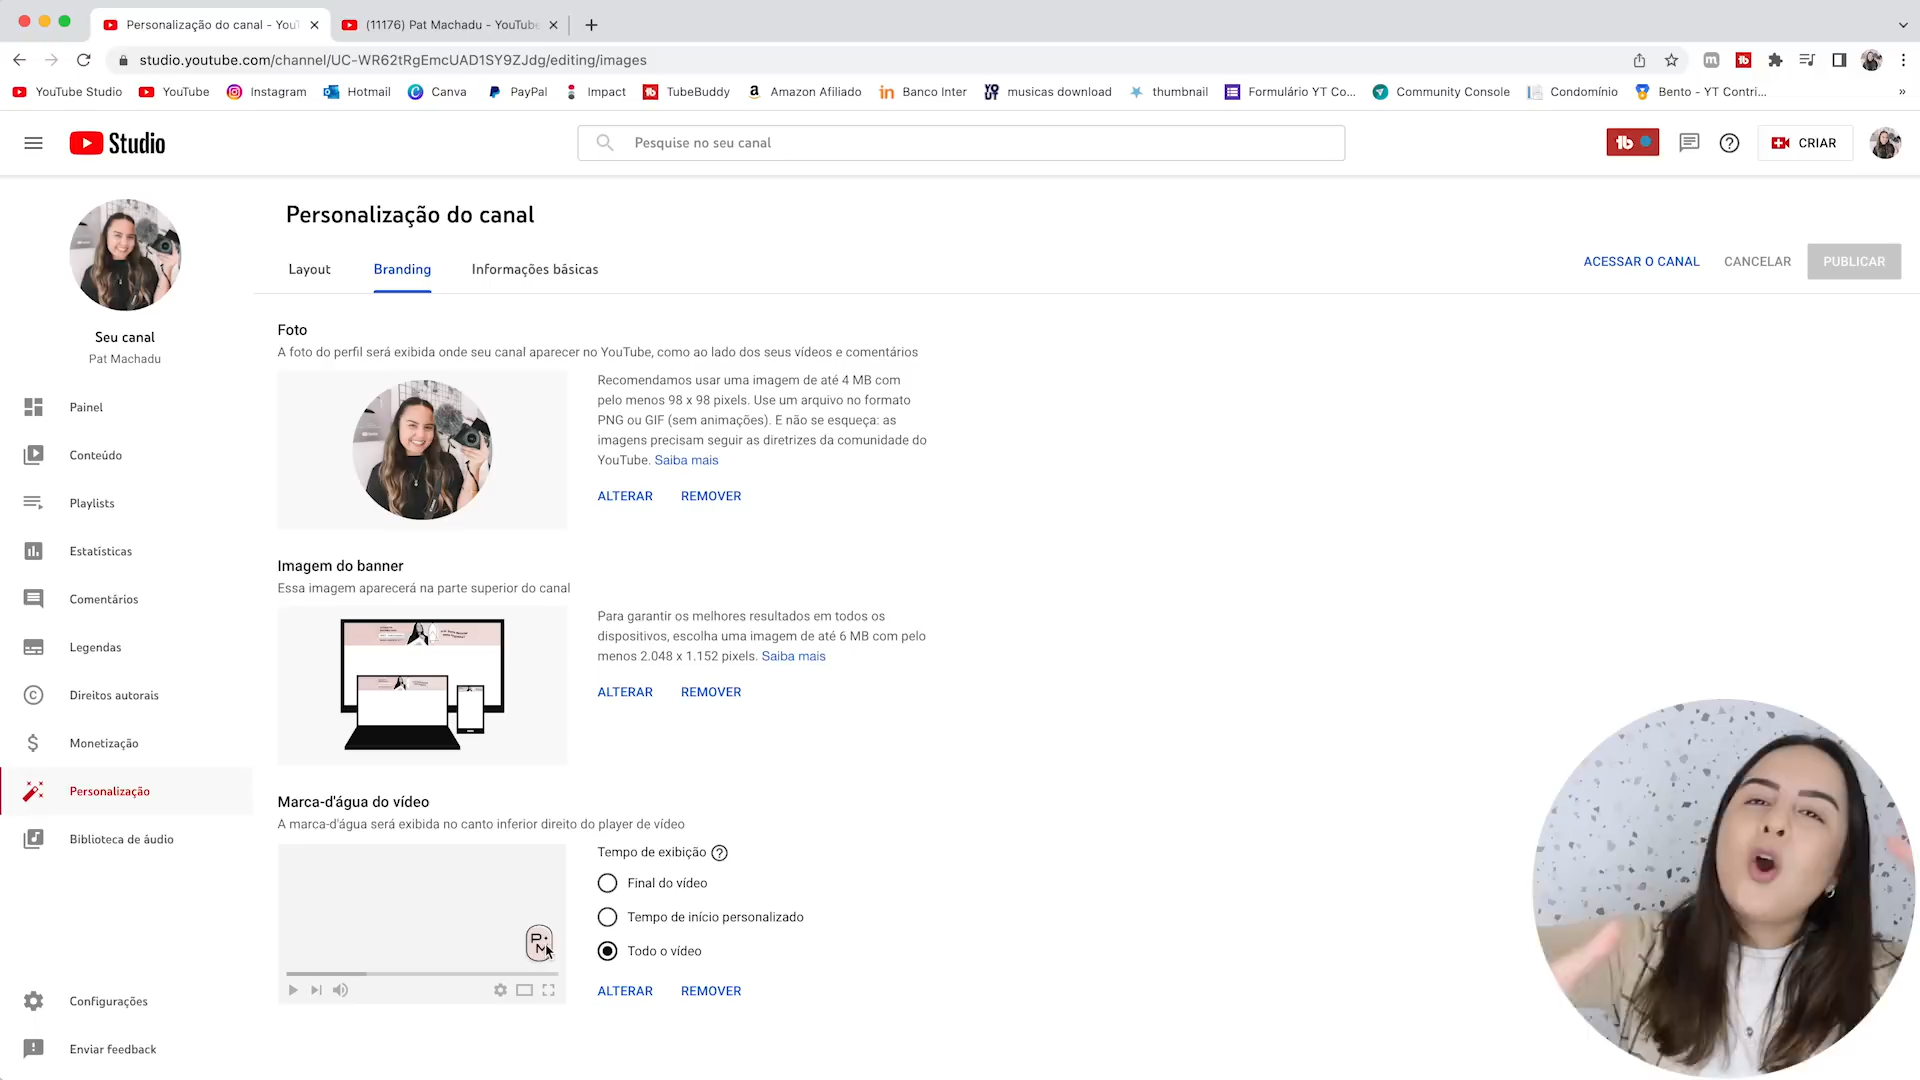 Personalização do canal - You
(11176) Pat Machadu - YouTube
studio.youtube.com/channel/UC-WR62tRgEmcUAD1SY9ZJdg/editing/images
YouTube Studio
YouTube
Instagram
Hotmail
Canva
PayPal
Impact
TubeBuddy
Amazon Afiliado
Banco Inter
musicas download
thumbnail
Formulário YT Co...
Community Console
Condomínio
Bento - YT Contri...
»
Studio
Pesquise no seu canal
CRIAR
Seu canal
Pat Machadu
Painel
Conteúdo
Playlists
Estatísticas
Comentários
Legendas
Direitos autorais
Monetização
Personalização
Biblioteca de áudio
Configurações
Enviar feedback
Personalização do canal
Layout
Branding
Informações básicas
ACESSAR O CANAL
CANCELAR
PUBLICAR
Foto
A foto do perfil será exibida onde seu canal aparecer no YouTube, como ao lado dos seus vídeos e comentários
Recomendamos usar uma imagem de até 4 MB com
pelo menos 98 x 98 pixels. Use um arquivo no formato
PNG ou GIF (sem animações). E não se esqueça: as
imagens precisam seguir as diretrizes da comunidade do
YouTube. Saiba mais
ALTERAR
REMOVER
Imagem do banner
Essa imagem aparecerá na parte superior do canal
Para garantir os melhores resultados em todos os
dispositivos, escolha uma imagem de até 6 MB com pelo
menos 2.048 x 1.152 pixels. Saiba mais
ALTERAR
REMOVER
Marca-d'água do vídeo
A marca-d'água será exibida no canto inferior direito do player de vídeo
Tempo de exibição
Final do vídeo
Tempo de início personalizado
Todo o vídeo
P
M
ALTERAR
REMOVER